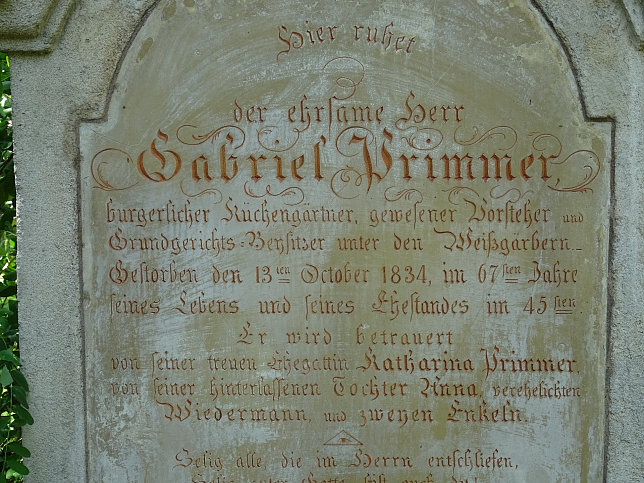 Hier ruhet
der ehrsame Herr
Gabriel Primmer,
burgerlicher Küchengärtner, gewesener Vorsteher und
Grundgerichts-Beysitzer unter den Weißgärbern.
Gestorben den 13ten October 1834, im 67sten Jahre
seines Lebens und seines Ehestandes im 45sten.
Er wird betrauert
von seiner treuen Ehegattin Katharina Primmer,
von seiner hinterlassenen Tochter Anna, verehelichten
Wiedermann, und zweyen Enkeln.
Selig alle, die im Herrn entschliefen,